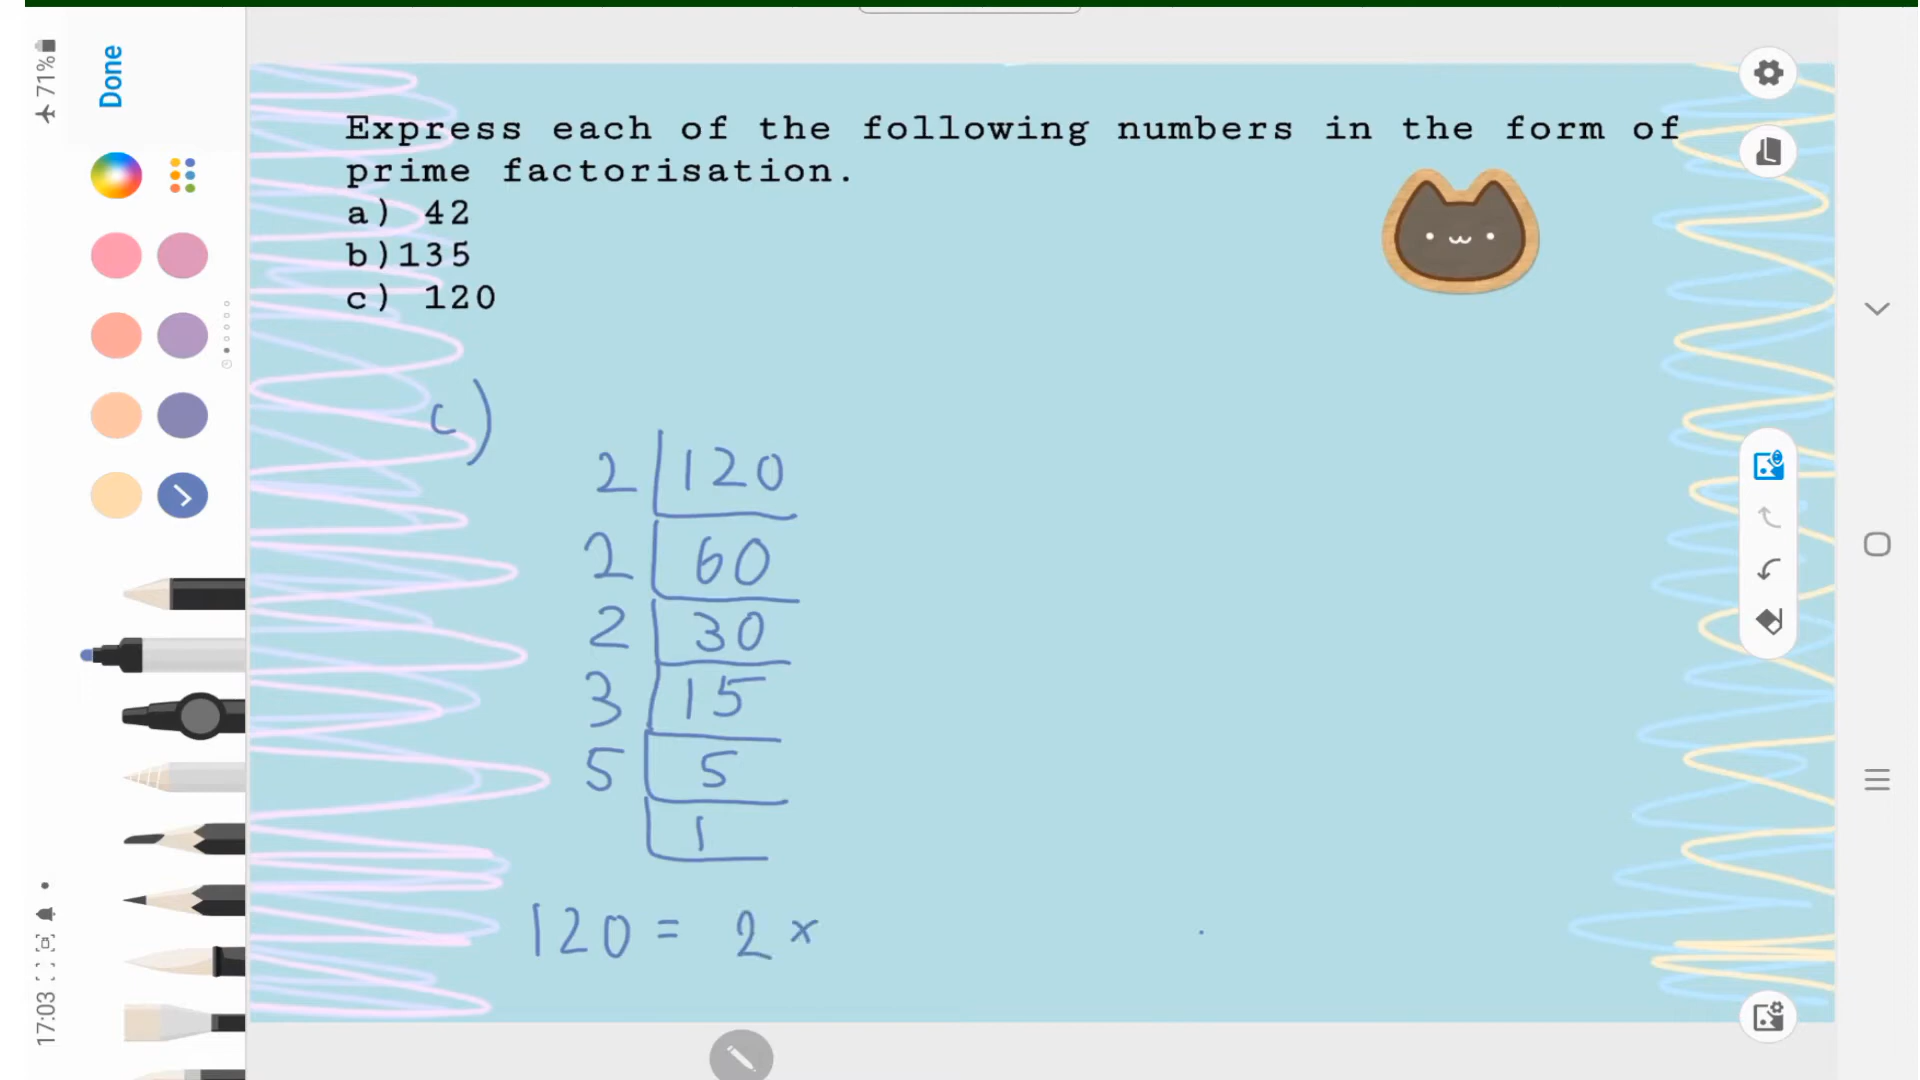 71%
Done
Express each of the following numbers in the form of
prime factorisation.
a) 42
b)135
c) 120
c)
2 120
2 60
2 30
3 15
5 5
1
120 = 2 ×
17:03